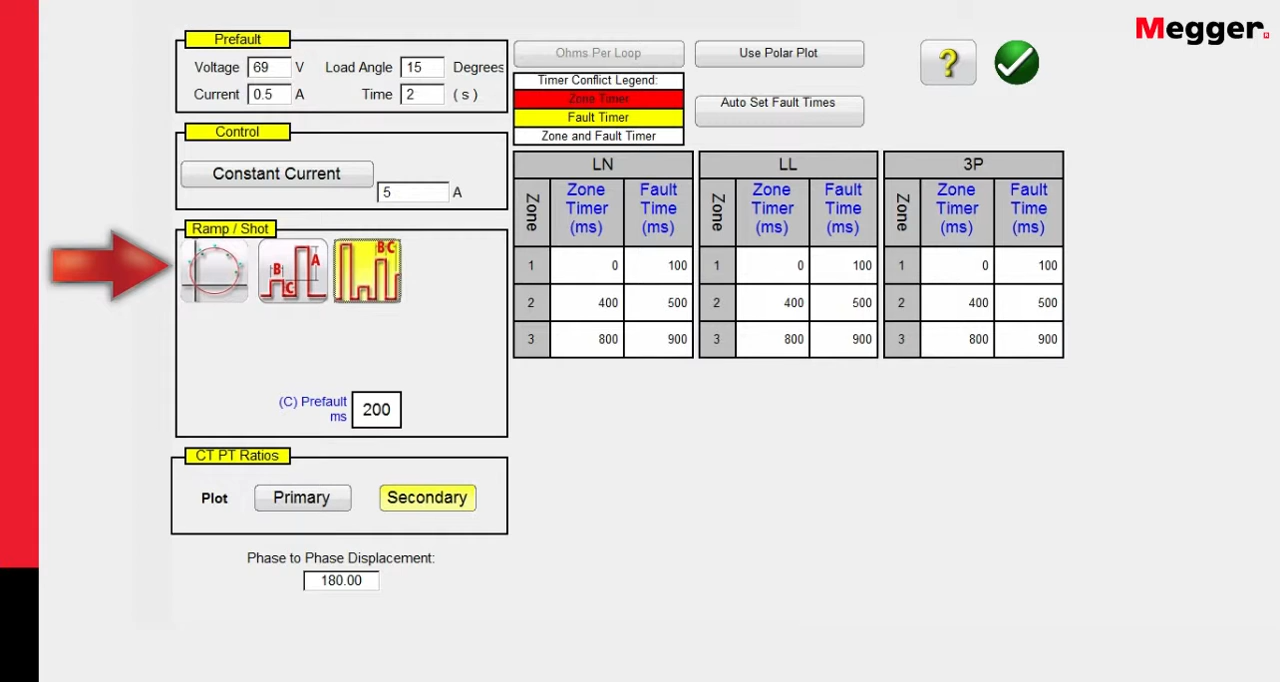 Megger.
Prefault
Voltage 69 V Load Angle 15 Degrees
Current 0.5 A Time 2 ( s )
Control
Constant Current
5 A
Ramp / Shot
B A C
B C
(C) Prefault
ms
200
CT PT Ratios
Plot Primary Secondary
Phase to Phase Displacement:
180.00
Ohms Per Loop
Use Polar Plot
Timer Conflict Legend:
Zone Timer
Fault Timer
Zone and Fault Timer
Auto Set Fault Times
?
LN
Zone
Zone Timer (ms)
Fault Time (ms)
1 0 100
2 400 500
3 800 900
LL
Zone
Zone Timer (ms)
Fault Time (ms)
1 0 100
2 400 500
3 800 900
3P
Zone
Zone Timer (ms)
Fault Time (ms)
1 0 100
2 400 500
3 800 900